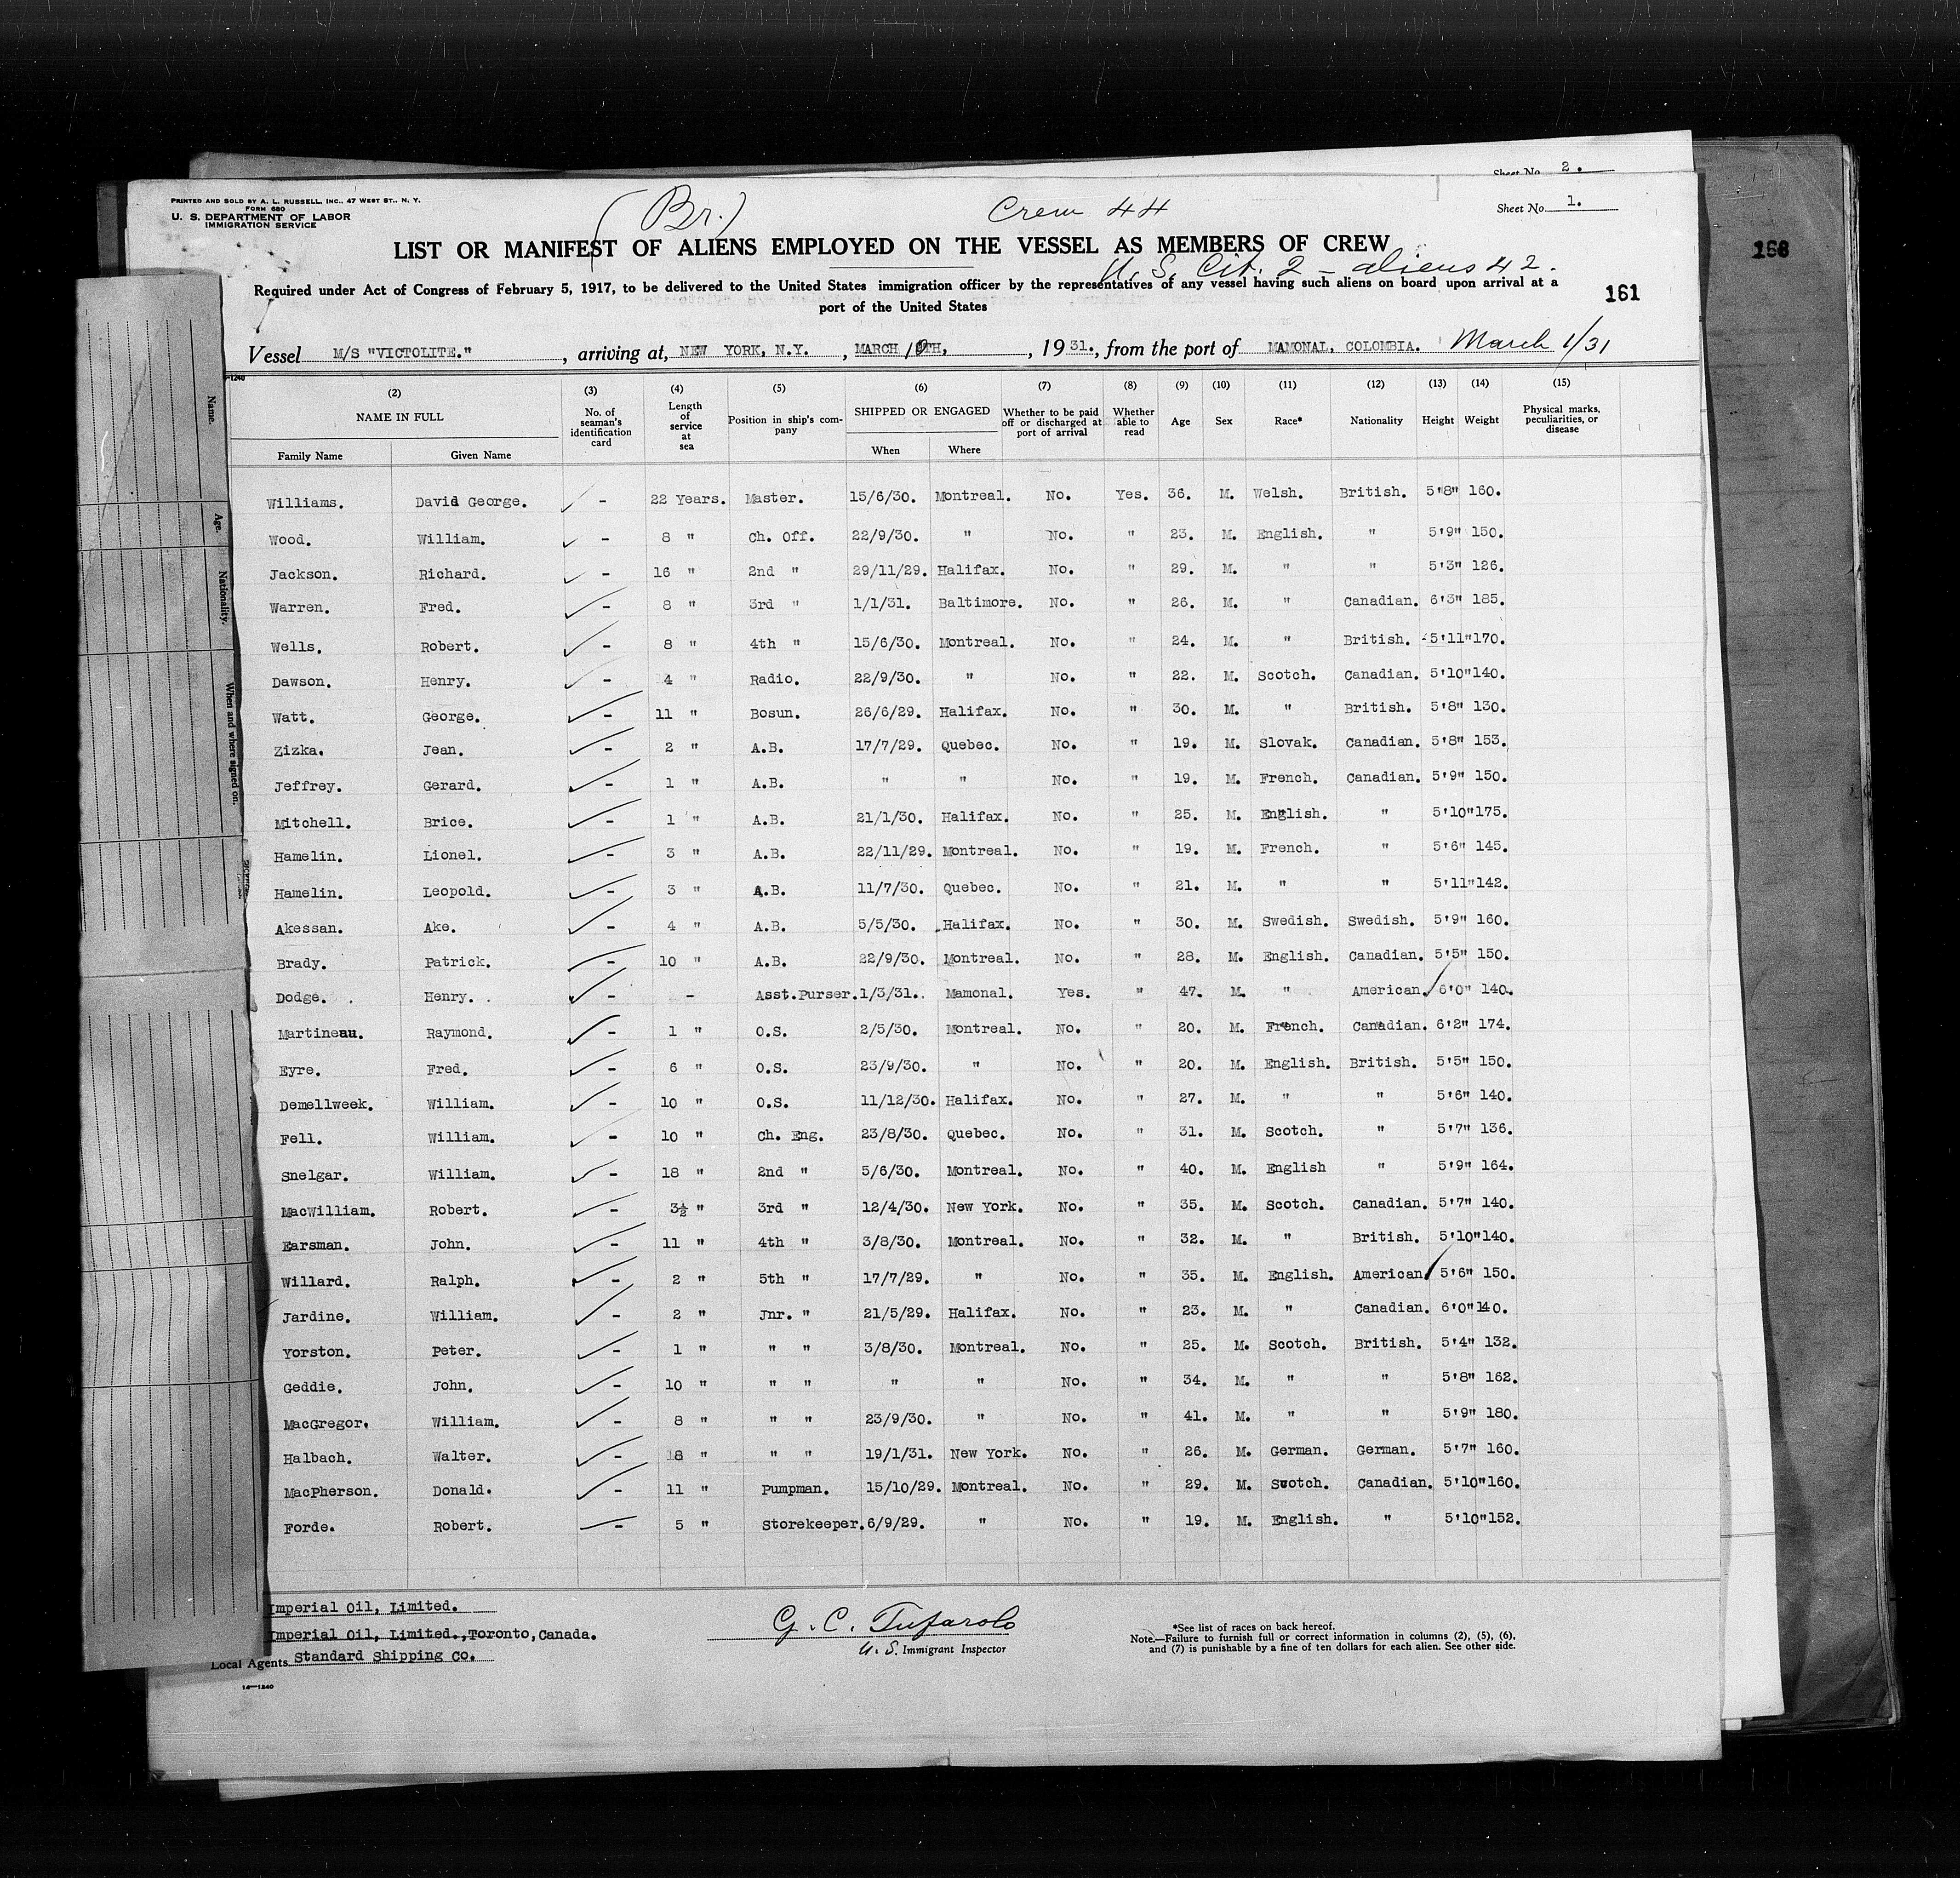 Sheet No. 2.
PRINTED AND SOLD BY A. L. RUSSELL, INC., 47 WEST ST., N. Y.
FORM 680
U. S. DEPARTMENT OF LABOR
IMMIGRATION SERVICE
(Br.)
Crew 44
Sheet No. 1.
LIST OR MANIFEST OF ALIENS EMPLOYED ON THE VESSEL AS MEMBERS OF CREW
166
U. S. Cit. 2 - aliens 42.
Required under Act of Congress of February 5, 1917, to be delivered to the United States immigration officer by the representatives of any vessel having such aliens on board upon arrival at a
port of the United States
161
Vessel M/S "VICTOLITE." , arriving at, NEW YORK, N.Y. , MARCH 10TH, , 1931., from the port of MAMONAL, COLOMBIA. March 1/31
(2) (3) (4) (5) (6) (7) (8) (9) (10) (11) (12) (13) (14) (15)
NAME IN FULL Family Name Given Name No. of seaman's identification card Length of service at sea Position in ship's company SHIPPED OR ENGAGED When Where Whether to be paid off or discharged at port of arrival Whether able to read Age Sex Race* Nationality Height Weight Physical marks, peculiarities, or disease
Williams. David George. - 22 Years. Master. 15/6/30. Montreal. No. Yes. 36. M. Welsh. British. 5'8" 160.
Wood. William. - 8 " Ch. Off. 22/9/30. " No. " 23. M. English. " 5'9" 150.
Jackson. Richard. - 16 " 2nd " 29/11/29. Halifax. No. " 29. M. " " 5'3" 126.
Warren. Fred. - 8 " 3rd " 1/1/31. Baltimore. No. " 26. M. " Canadian. 6'3" 185.
Wells. Robert. - 8 " 4th " 15/6/30. Montreal. No. " 24. M. " British. 5'11" 170.
Dawson. Henry. - 4 " Radio. 22/9/30. " No. " 22. M. Scotch. Canadian. 5'10" 140.
Watt. George. - 11 " Bosun. 26/6/29. Halifax. No. " 30. M. " British. 5'8" 130.
Zizka. Jean. - 2 " A.B. 17/7/29. Quebec. No. " 19. M. Slovak. Canadian. 5'8" 153.
Jeffrey. Gerard. - 1 " A.B. " " No. " 19. M. French. Canadian. 5'9" 150.
Mitchell. Brice. - 1 " A.B. 21/1/30. Halifax. No. " 25. M. English. " 5'10" 175.
Hamelin. Lionel. - 3 " A.B. 22/11/29. Montreal. No. " 19. M. French. " 5'6" 145.
Hamelin. Leopold. - 3 " A.B. 11/7/30. Quebec. No. " 21. M. " " 5'11" 142.
Akessan. Ake. - 4 " A.B. 5/5/30. Halifax. No. " 30. M. Swedish. Swedish. 5'9" 160.
Brady. Patrick. - 10 " A.B. 22/9/30. Montreal. No. " 28. M. English. Canadian. 5'5" 150.
Dodge. Henry. - - Asst.Purser. 1/3/31. Mamonal. Yes. " 47. M. " American. 6'0" 140.
Martineau. Raymond. - 1 " O.S. 2/5/30. Montreal. No. " 20. M. French. Canadian. 6'2" 174.
Eyre. Fred. - 6 " O.S. 23/9/30. " No. " 20. M. English. British. 5'5" 150.
Demellweek. William. - 10 " O.S. 11/12/30. Halifax. No. " 27. M. " " 5'6" 140.
Fell. William. - 10 " Ch. Eng. 23/8/30. Quebec. No. " 31. M. Scotch. " 5'7" 136.
Snelgar. William. - 18 " 2nd " 5/6/30. Montreal. No. " 40. M. English " 5'9" 164.
MacWilliam. Robert. - 3½ " 3rd " 12/4/30. New York. No. " 35. M. Scotch. Canadian. 5'7" 140.
Earsman. John. - 11 " 4th " 3/8/30. Montreal. No. " 32. M. " British. 5'10" 140.
Willard. Ralph. - 2 " 5th " 17/7/29. " No. " 35. M. English. American 5'6" 150.
Jardine. William. - 2 " Jnr. " 21/5/29. Halifax. No. " 23. M. " Canadian. 6'0" 140.
Yorston. Peter. - 1 " " " 3/8/30. Montreal. No. " 25. M. Scotch. British. 5'4" 132.
Geddie. John. - 10 " " " " " No. " 34. M. " " 5'8" 162.
MacGregor. William. - 8 " " " 23/9/30. " No. " 41. M. " " 5'9" 180.
Halbach. Walter. - 8 " " " 19/1/31. New York. No. " 26. M. German. German. 5'7" 160.
MacPherson. Donald. - 11 " Pumpman. 15/10/29. Montreal. No. " 29. M. Scotch. Canadian. 5'10" 160.
Forde. Robert. - 5 " Storekeeper. 6/9/29. " No. " 19. M. English. " 5'10" 152.
Imperial Oil, Limited.
Imperial Oil, Limited.,Toronto,Canada.
Local Agents Standard Shipping Co.
14—1240
G. C. Tufarolo
U. S. Immigrant Inspector
*See list of races on back hereof.
Note.—Failure to furnish full or correct information in columns (2), (5), (6),
and (7) is punishable by a fine of ten dollars for each alien. See other side.
Name.
Age.
Nationality.
When and where signed on.